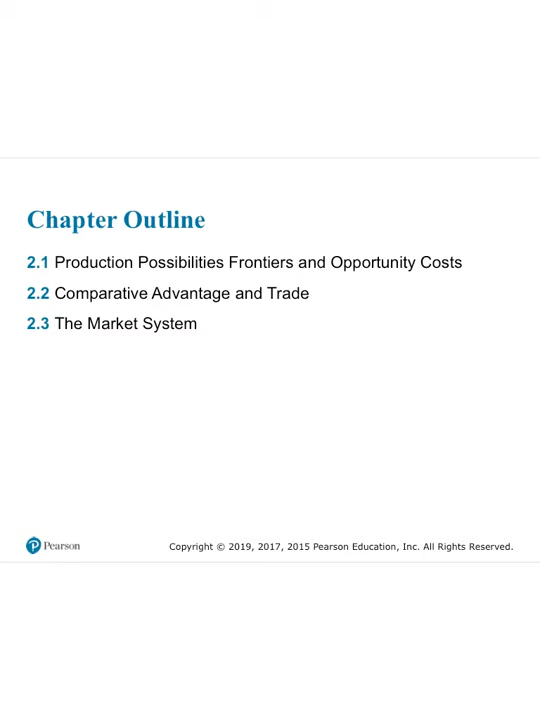 Chapter Outline
2.1 Production Possibilities Frontiers and Opportunity Costs
2.2 Comparative Advantage and Trade
2.3 The Market System
Pearson
Copyright © 2019, 2017, 2015 Pearson Education, Inc. All Rights Reserved.